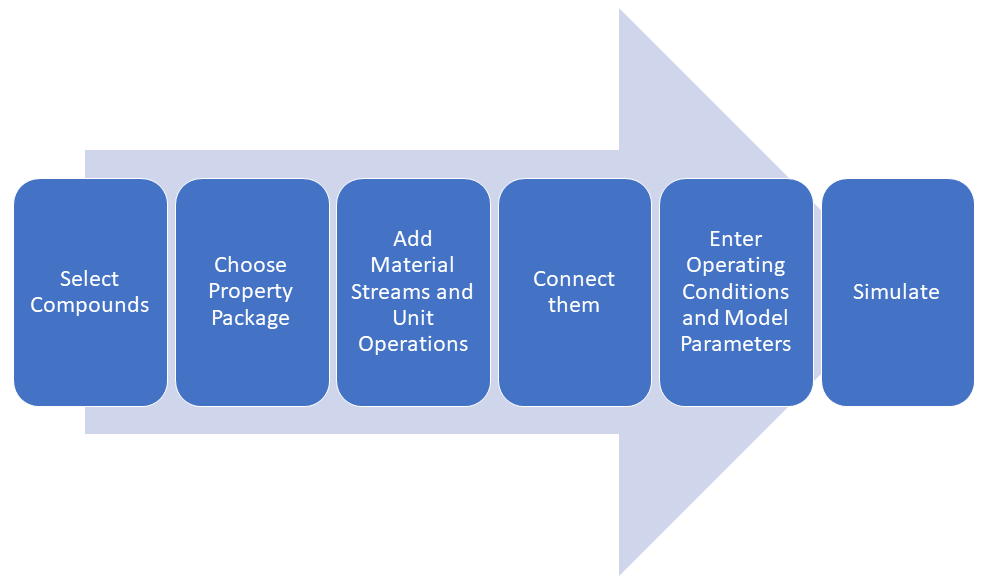 Select
Compounds
Choose
Property
Package
Add
Material
Streams and
Unit
Operations
Connect
them
Enter
Operating
Conditions
and Model
Parameters
Simulate